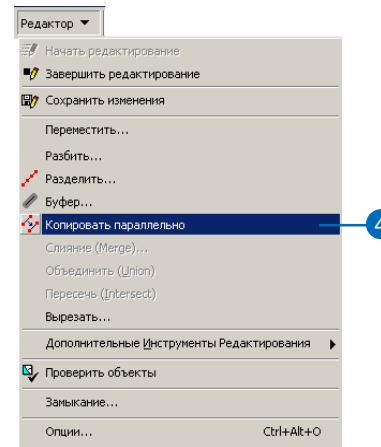 Редактор
Начать редактирование
Завершить редактирование
Сохранить изменения
Переместить...
Разбить...
Разделить...
Буфер...
Копировать параллельно
4
Слияние (Merge)...
Объединить (Union)
Пересечь (Intersect)
Вырезать...
Дополнительные Инструменты Редактирования
Проверить объекты
Замыкание...
Опции... Ctrl+Alt+O